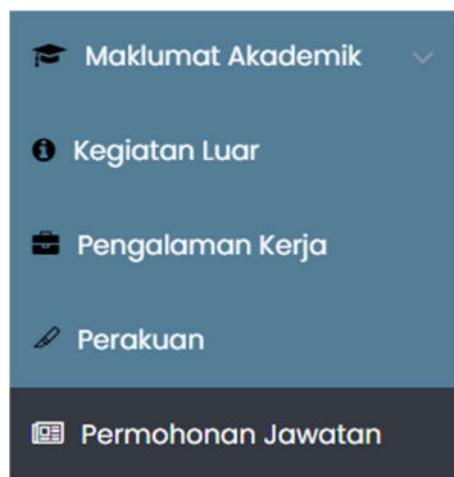 Maklumat Akademik
Kegiatan Luar
Pengalaman Kerja
Perakuan
Permohonan Jawatan